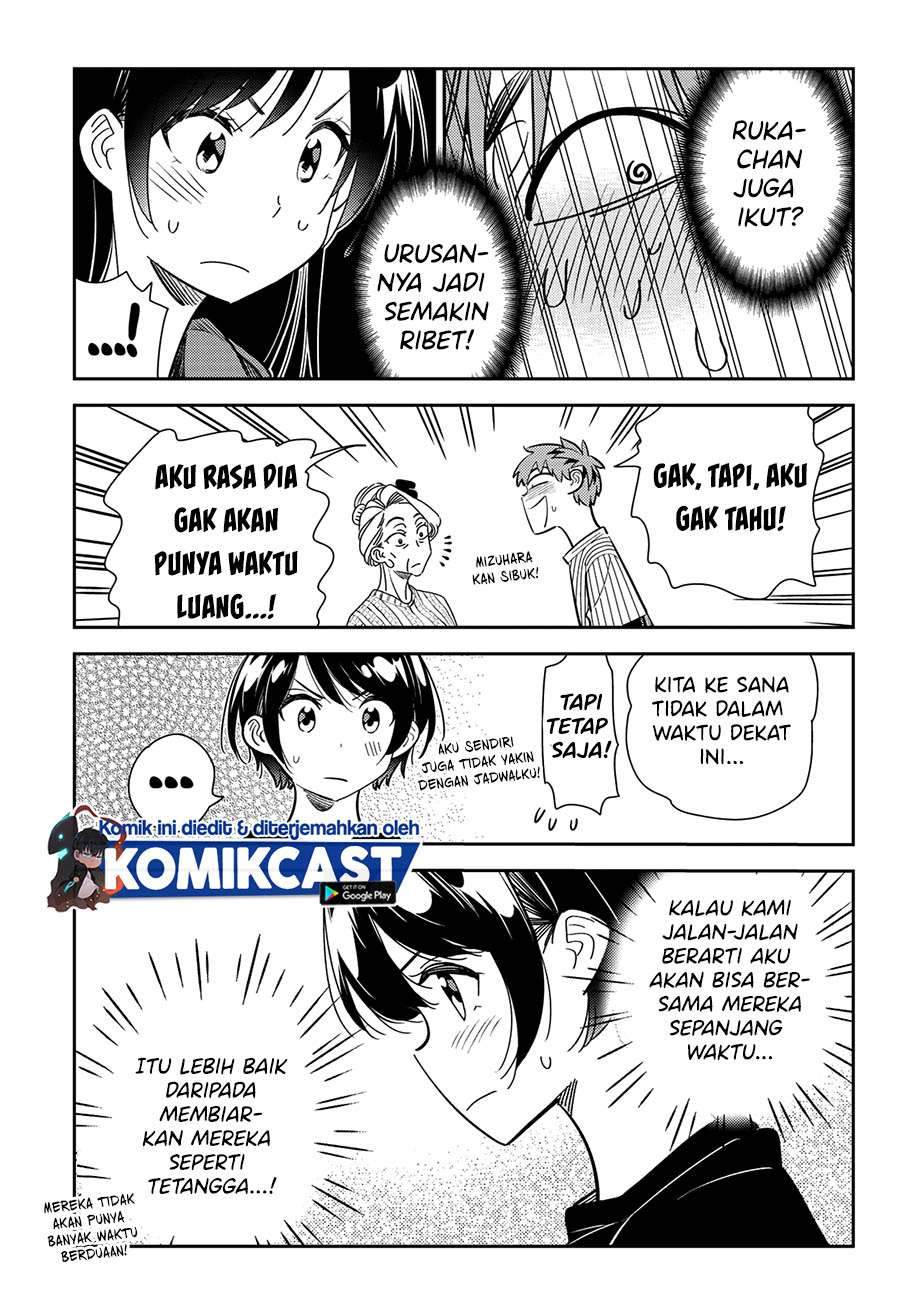 RUKA-
CHAN
JUGA
IKUT?
URUSAN-
NYA JADI
SEMAKIN
RIBET!
....!
GAK, TAPI, AKU
GAK TAHU!
MIZUHARA
KAN SIBUK!
AKU RASA DIA
GAK AKAN
PUNYA WAKTU
LUANG...!
KITA KE SANA
TIDAK DALAM
WAKTU DEKAT
INI...
TAPI
TETAP
SAJA!
AKU SENDIRI
JUGA TIDAK YAKIN
DENGAN JADWALKU!
...
Komik ini diedit & diterjemahkan oleh
KOMIKCAST
GET IT ON
Google Play
KALAU KAMI
JALAN-JALAN
BERARTI AKU
AKAN BISA BER-
SAMA MEREKA
SEPANJANG
WAKTU...
ITU LEBIH BAIK
DARIPADA
MEMBIAR-
KAN MEREKA
SEPERTI
TETANGGA...!
MEREKA TIDAK
AKAN PUNYA
BANYAK WAKTU
BERDUAAN!